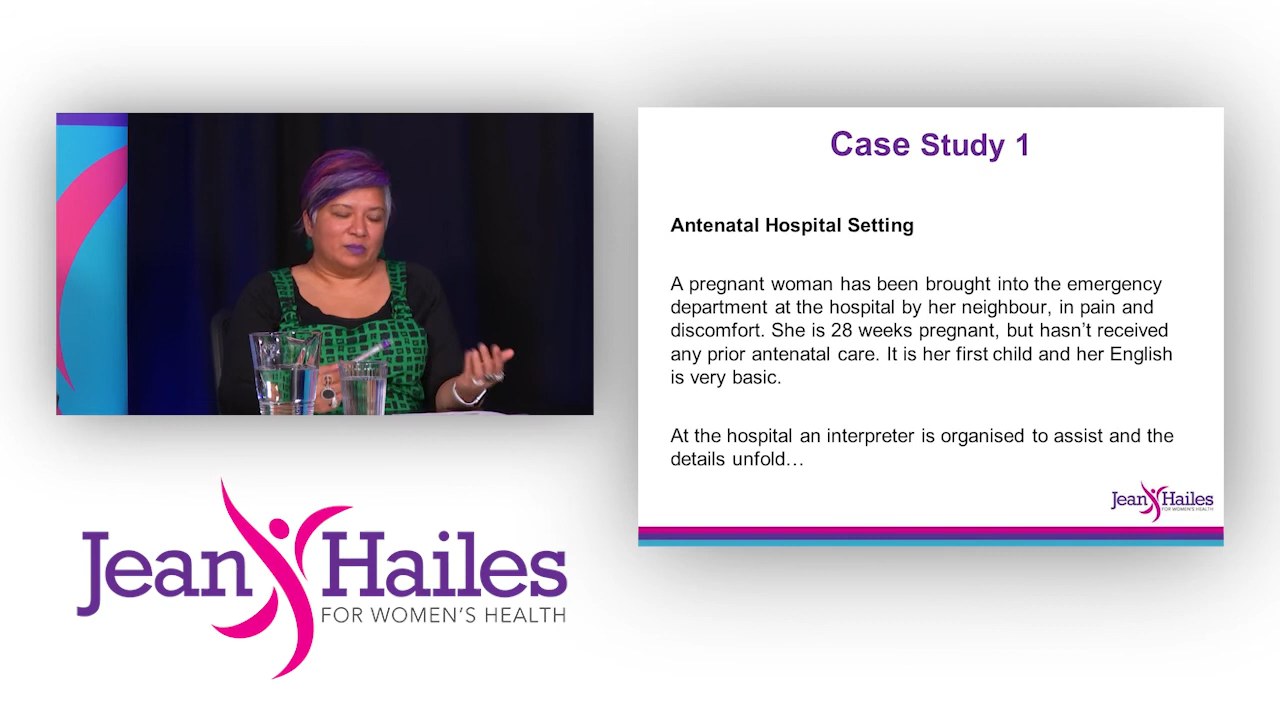 Case Study 1
Antenatal Hospital Setting
A pregnant woman has been brought into the emergency
department at the hospital by her neighbour, in pain and
discomfort. She is 28 weeks pregnant, but hasn’t received
any prior antenatal care. It is her first child and her English
is very basic.
At the hospital an interpreter is organised to assist and the
details unfold…
Jean Hailes
FOR WOMEN'S HEALTH
Jean Hailes
FOR WOMEN'S HEALTH